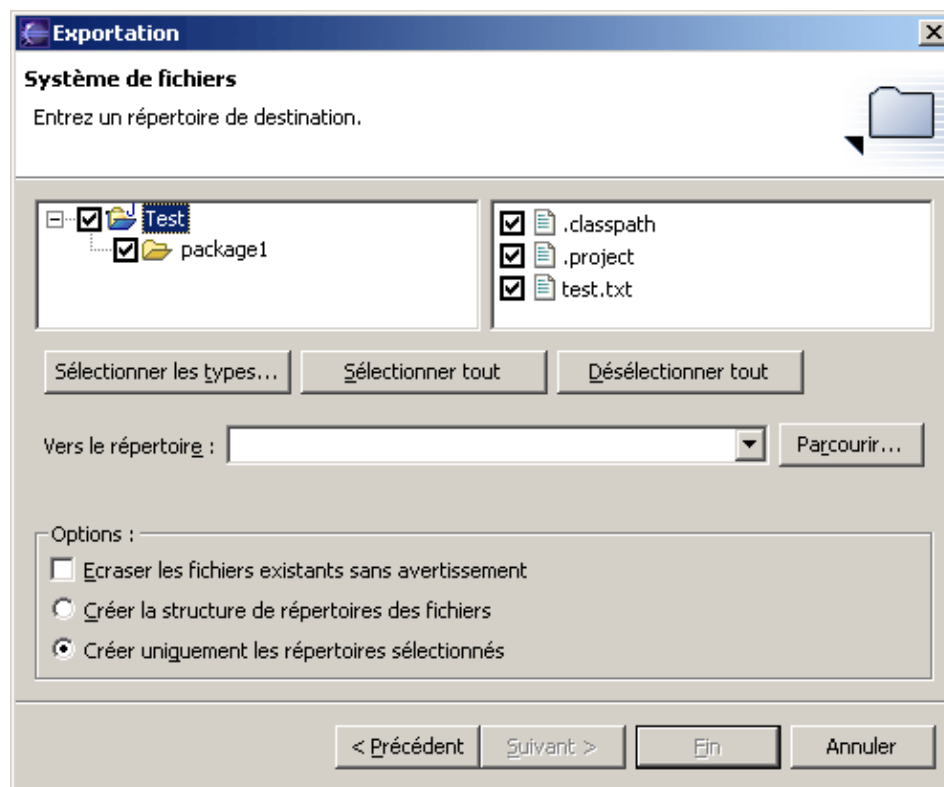 Exportation
Système de fichiers
Entrez un répertoire de destination.
Test
package1
.classpath
.project
test.txt
Sélectionner les types... Sélectionner tout Désélectionner tout
Vers le répertoire : Parcourir...
Options :
Ecraser les fichiers existants sans avertissement
Créer la structure de répertoires des fichiers
Créer uniquement les répertoires sélectionnés
< Précédent Suivant > Fin Annuler